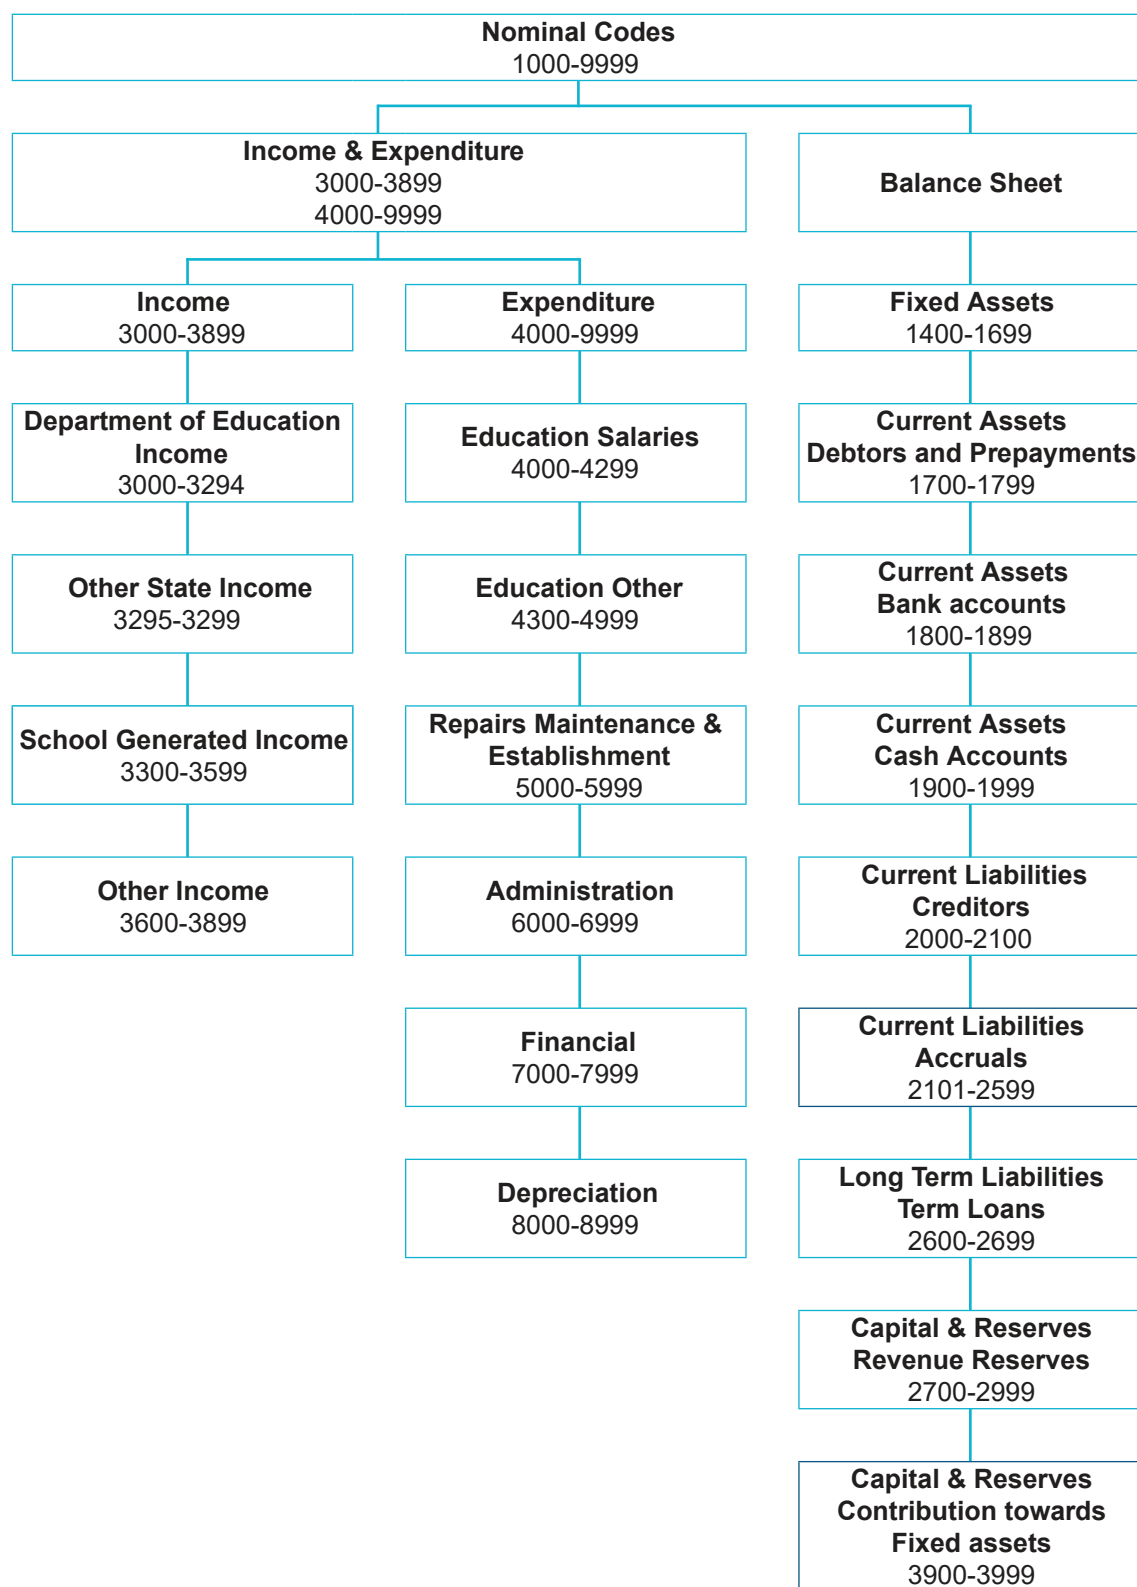 Nominal Codes
1000-9999
Income & Expenditure
3000-3899
4000-9999
Balance Sheet
Income
3000-3899
Expenditure
4000-9999
Fixed Assets
1400-1699
Department of Education
Income
3000-3294
Education Salaries
4000-4299
Current Assets
Debtors and Prepayments
1700-1799
Other State Income
3295-3299
Education Other
4300-4999
Current Assets
Bank accounts
1800-1899
School Generated Income
3300-3599
Repairs Maintenance &
Establishment
5000-5999
Current Assets
Cash Accounts
1900-1999
Other Income
3600-3899
Administration
6000-6999
Current Liabilities
Creditors
2000-2100
Financial
7000-7999
Current Liabilities
Accruals
2101-2599
Depreciation
8000-8999
Long Term Liabilities
Term Loans
2600-2699
Capital & Reserves
Revenue Reserves
2700-2999
Capital & Reserves
Contribution towards
Fixed assets
3900-3999